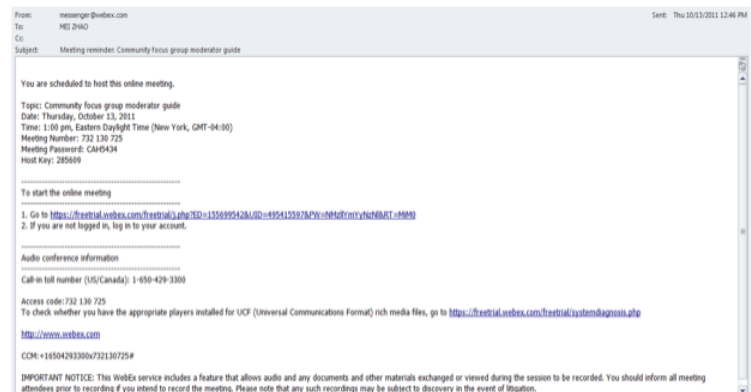 From: messenger@webex.com Sent: Thu 10/13/2011 12:46 PM
To: MEI ZHAO
Cc
Subject: Meeting reminder: Community focus group moderator guide
You are scheduled to host this online meeting.
Topic: Community focus group moderator guide
Date: Thursday, October 13, 2011
Time: 1:00 pm, Eastern Daylight Time (New York, GMT-04:00)
Meeting Number: 732 130 725
Meeting Password: CAH5434
Host Key: 285609
-------------------------------------------------------
To start the online meeting
-------------------------------------------------------
1. Go to
2. If you are not logged in, log in to your account.
-------------------------------------------------------
Audio conference information
-------------------------------------------------------
Call-in toll number (US/Canada): 1-650-429-3300
Access code:732 130 725
To check whether you have the appropriate players installed for UCF (Universal Communications Format) rich media files, go to https://freetrial.webex.com/freetrial/systemdiagnosis.php
http://www.webex.com
CCM:+16504293300x732130725#
IMPORTANT NOTICE: This WebEx service includes a feature that allows audio and any documents and other materials exchanged or viewed during the session to be recorded. You should inform all meeting
attendees prior to recording if you intend to record the meeting. Please note that any such recordings may be subject to discovery in the event of litigation.